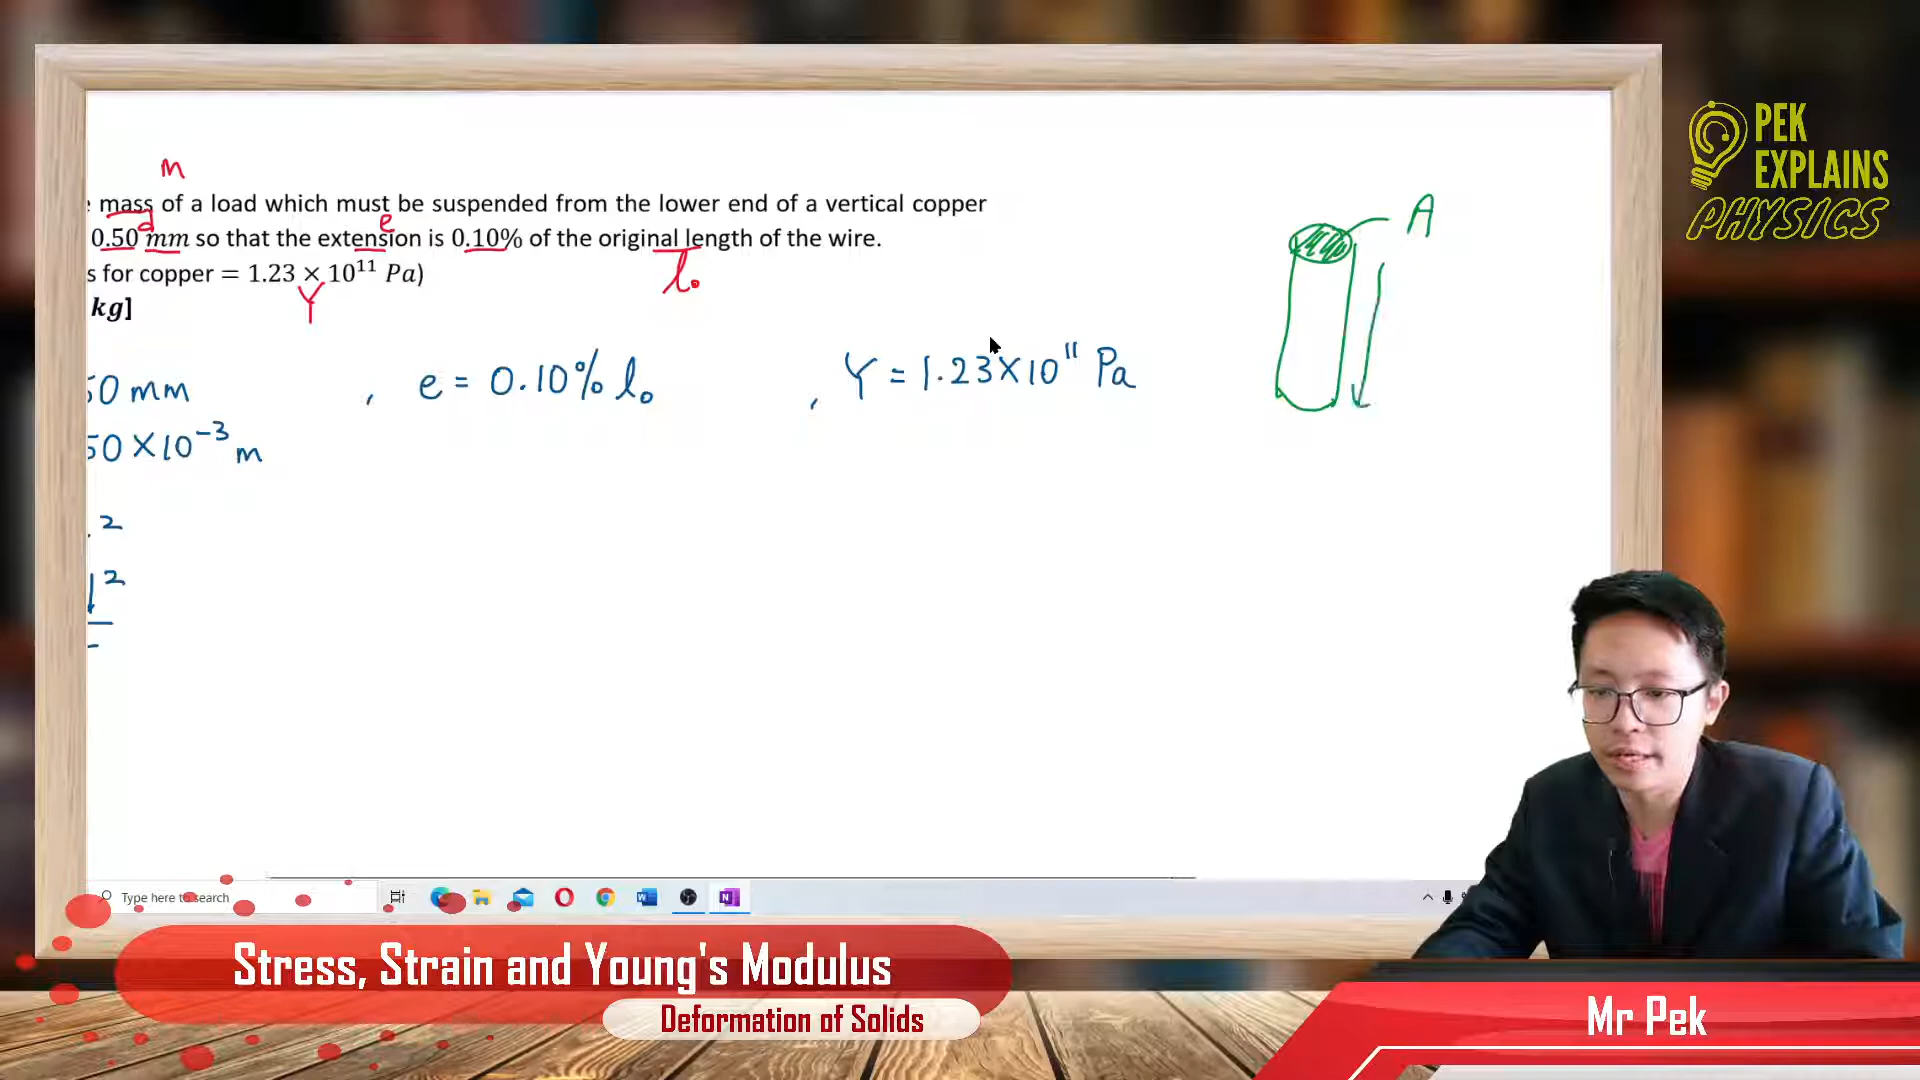 m
mass of a load which must be suspended from the lower end of a vertical copper
d e
0.50 mm so that the extension is 0.10% of the original length of the wire.
s for copper = 1.23 × 10¹¹ Pa)
l₀
Y
kg]
50 mm , e = 0.10% l₀ , Y = 1.23 × 10¹¹ Pa
50 × 10⁻³ m
2
2
A
PEK
EXPLAINS
PHYSICS
Type here to search
Stress, Strain and Young's Modulus
Deformation of Solids
Mr Pek